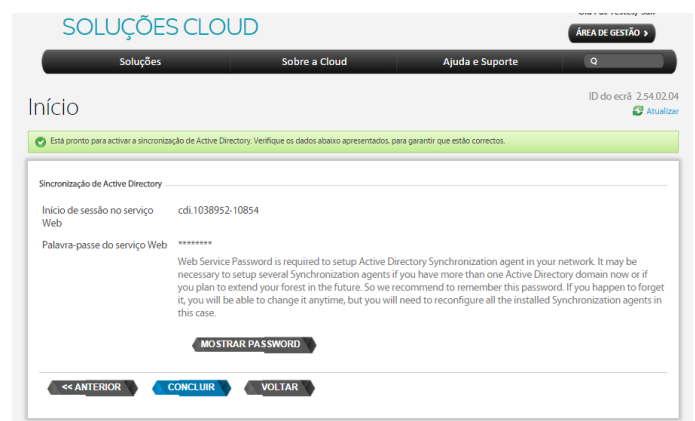 SOLUÇÕES CLOUD
ÁREA DE GESTÃO >
Soluções
Sobre a Cloud
Ajuda e Suporte
Início
ID do ecrã 2.54.02.04
Atualizar
Está pronto para activar a sincronização de Active Directory. Verifique os dados abaixo apresentados, para garantir que estão correctos.
Sincronização de Active Directory
Início de sessão no serviço
Web
cdi.1038952-10854
Palavra-passe do serviço Web
********
Web Service Password is required to setup Active Directory Synchronization agent in your network. It may be
necessary to setup several Synchronization agents if you have more than one Active Directory domain now or if
you plan to extend your forest in the future. So we recommend to remember this password. If you happen to forget
it, you will be able to change it anytime, but you will need to reconfigure all the installed Synchronization agents in
this case.
MOSTRAR PASSWORD
<< ANTERIOR
CONCLUIR
VOLTAR